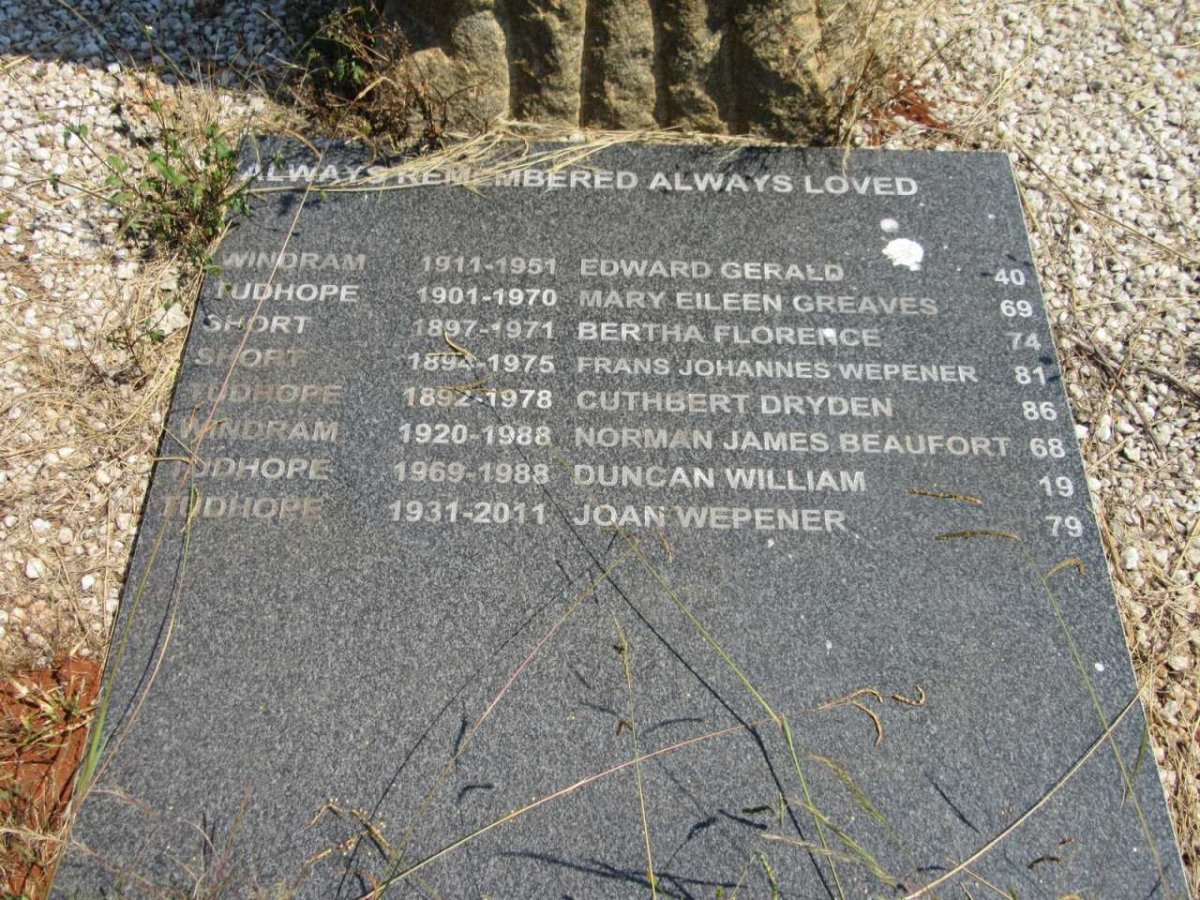 ALWAYS REMEMBERED ALWAYS LOVED
WINDRAM 1911-1951 EDWARD GERALD 40
TUDHOPE 1901-1970 MARY EILEEN GREAVES 69
SHORT 1897-1971 BERTHA FLORENCE 74
SHORT 1894-1975 FRANS JOHANNES WEPENER 81
TUDHOPE 1892-1978 CUTHBERT DRYDEN 86
WINDRAM 1920-1988 NORMAN JAMES BEAUFORT 68
TUDHOPE 1969-1988 DUNCAN WILLIAM 19
TUDHOPE 1931-2011 JOAN WEPENER 79